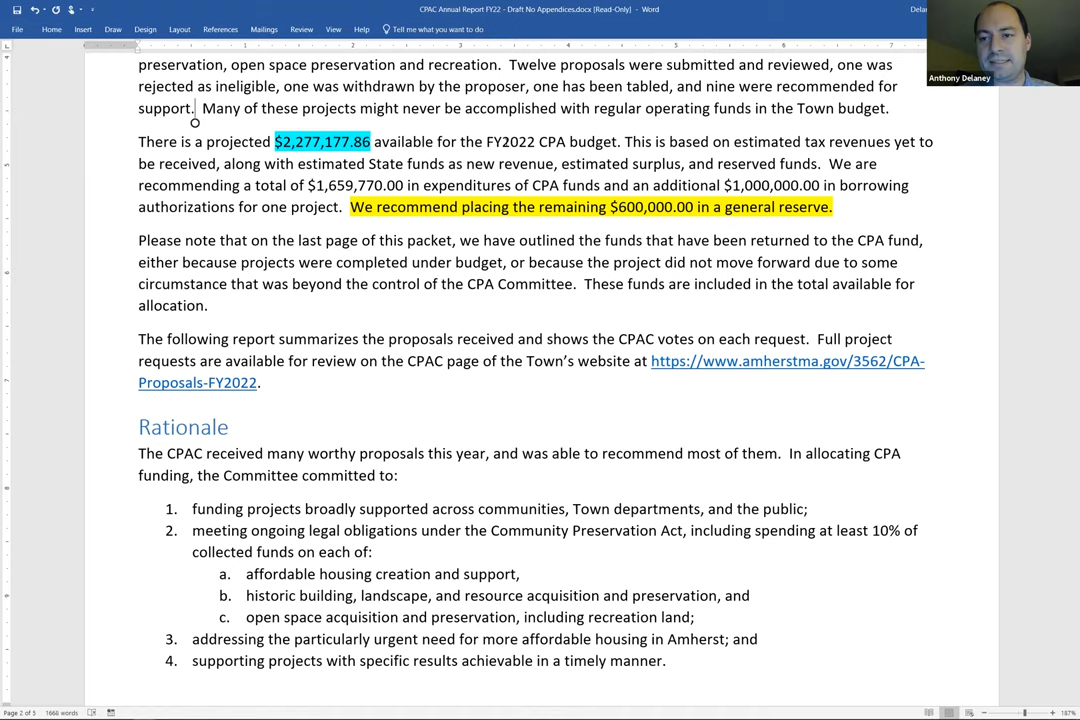 CPAC Annual Report FY22 - Draft No Appendices.docx [Read-Only] - Word
File Home Insert Draw Design Layout References Mailings Review View Help Tell me what you want to do
Anthony Delaney
preservation, open space preservation and recreation. Twelve proposals were submitted and reviewed, one was
rejected as ineligible, one was withdrawn by the proposer, one has been tabled, and nine were recommended for
support. Many of these projects might never be accomplished with regular operating funds in the Town budget.
There is a projected $2,277,177.86 available for the FY2022 CPA budget. This is based on estimated tax revenues yet to
be received, along with estimated State funds as new revenue, estimated surplus, and reserved funds. We are
recommending a total of $1,659,770.00 in expenditures of CPA funds and an additional $1,000,000.00 in borrowing
authorizations for one project. We recommend placing the remaining $600,000.00 in a general reserve.
Please note that on the last page of this packet, we have outlined the funds that have been returned to the CPA fund,
either because projects were completed under budget, or because the project did not move forward due to some
circumstance that was beyond the control of the CPA Committee. These funds are included in the total available for
allocation.
The following report summarizes the proposals received and shows the CPAC votes on each request. Full project
requests are available for review on the CPAC page of the Town's website at https://www.amherstma.gov/3562/CPA-
Proposals-FY2022.
Rationale
The CPAC received many worthy proposals this year, and was able to recommend most of them. In allocating CPA
funding, the Committee committed to:
1. funding projects broadly supported across communities, Town departments, and the public;
2. meeting ongoing legal obligations under the Community Preservation Act, including spending at least 10% of
collected funds on each of:
a. affordable housing creation and support,
b. historic building, landscape, and resource acquisition and preservation, and
c. open space acquisition and preservation, including recreation land;
3. addressing the particularly urgent need for more affordable housing in Amherst; and
4. supporting projects with specific results achievable in a timely manner.
Page 2 of 5 1668 words 187%